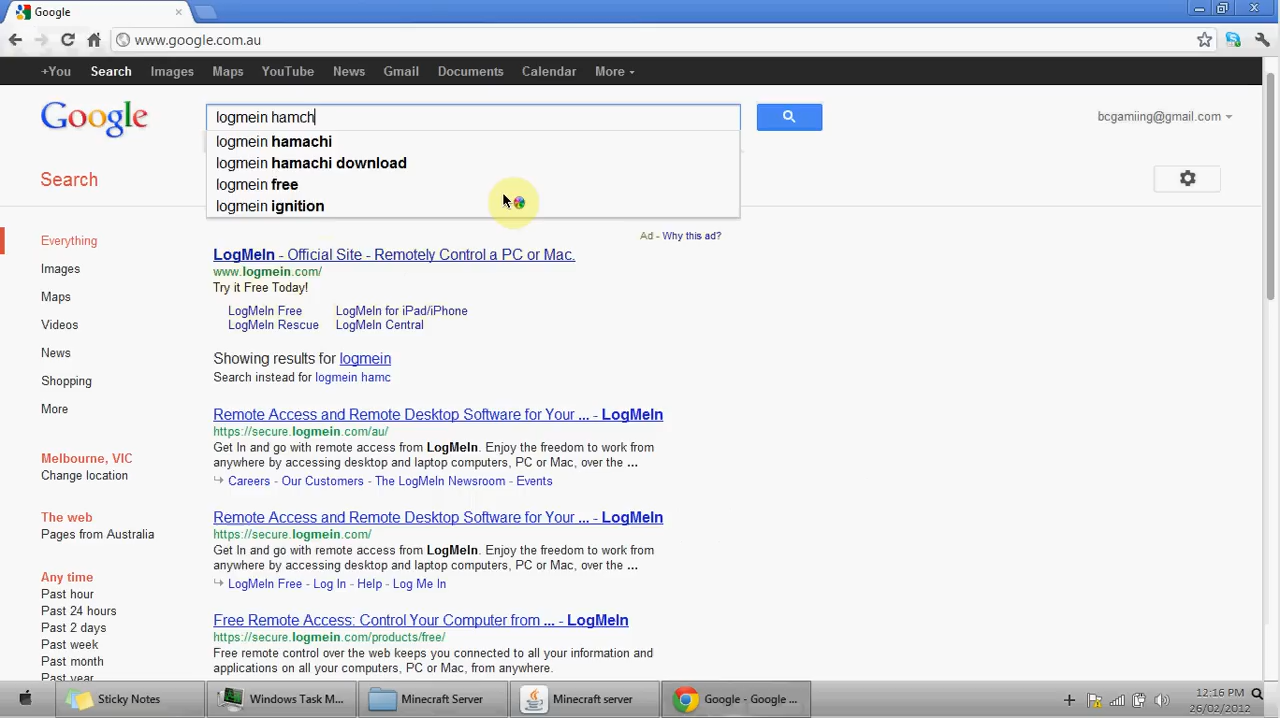 Google
www.google.com.au
+You Search Images Maps YouTube News Gmail Documents Calendar More
Google
logmein hamch
bcgamiing@gmail.com
logmein hamachi
logmein hamachi download
logmein free
logmein ignition
Search
Ad - Why this ad?
Everything
Images
Maps
Videos
News
Shopping
More
Melbourne, VIC
Change location
The web
Pages from Australia
Any time
Past hour
Past 24 hours
Past 2 days
Past week
Past month
Past year
LogMeIn - Official Site - Remotely Control a PC or Mac.
www.logmein.com/
Try it Free Today!
LogMeIn Free LogMeIn for iPad/iPhone
LogMeIn Rescue LogMeIn Central
Showing results for logmein
Search instead for logmein hamc
Remote Access and Remote Desktop Software for Your ... - LogMeIn
https://secure.logmein.com/au/
Get In and go with remote access from LogMeIn. Enjoy the freedom to work from
anywhere by accessing desktop and laptop computers, PC or Mac, over the ...
Careers - Our Customers - The LogMeIn Newsroom - Events
Remote Access and Remote Desktop Software for Your ... - LogMeIn
https://secure.logmein.com/
Get In and go with remote access from LogMeIn. Enjoy the freedom to work from
anywhere by accessing desktop and laptop computers, PC or Mac, over the ...
LogMeIn Free - Log In - Help - Log Me In
Free Remote Access: Control Your Computer from ... - LogMeIn
https://secure.logmein.com/products/free/
Free remote control over the web keeps you connected to all your information and
applications on all your computers, PC or Mac, from anywhere.
Sticky Notes
Windows Task M...
Minecraft Server
Minecraft server
Google - Google ...
12:16 PM
26/02/2012